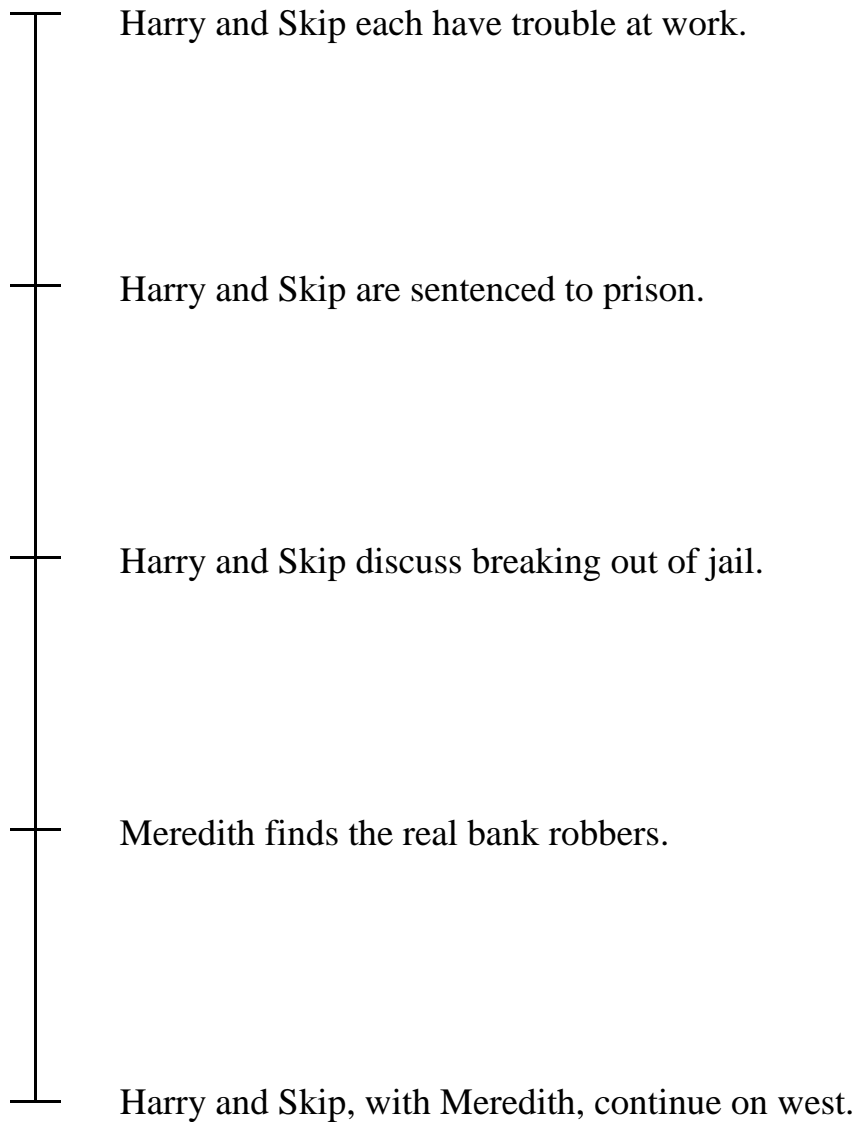 Harry and Skip each have trouble at work.
Harry and Skip are sentenced to prison.
Harry and Skip discuss breaking out of jail.
Meredith finds the real bank robbers.
Harry and Skip, with Meredith, continue on west.